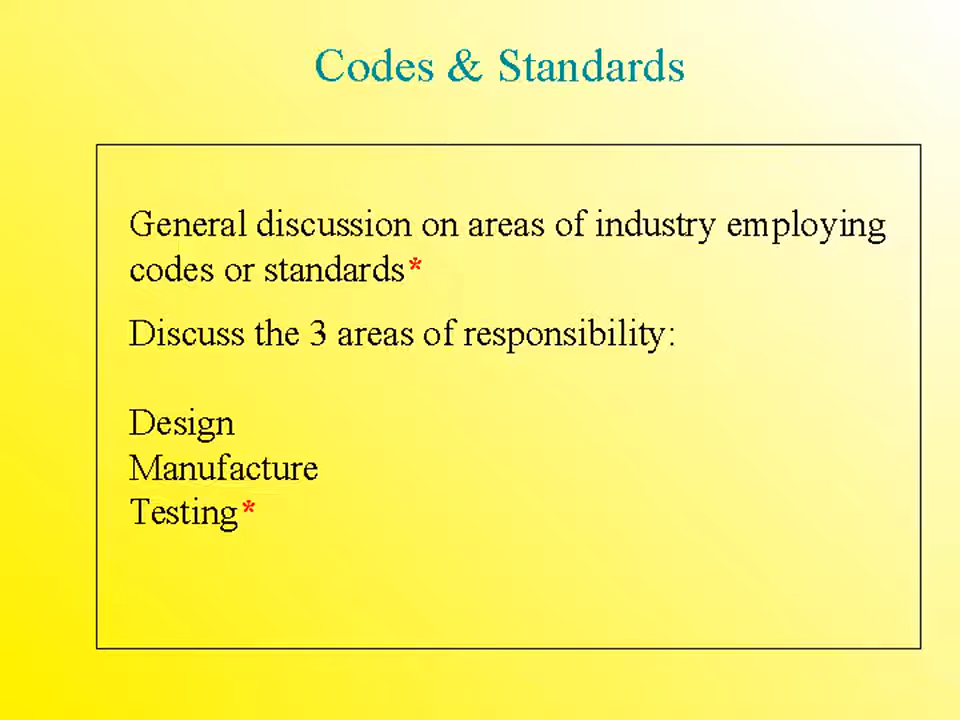 Codes & Standards
General discussion on areas of industry employing
codes or standards*
Discuss the 3 areas of responsibility:
Design
Manufacture
Testing*